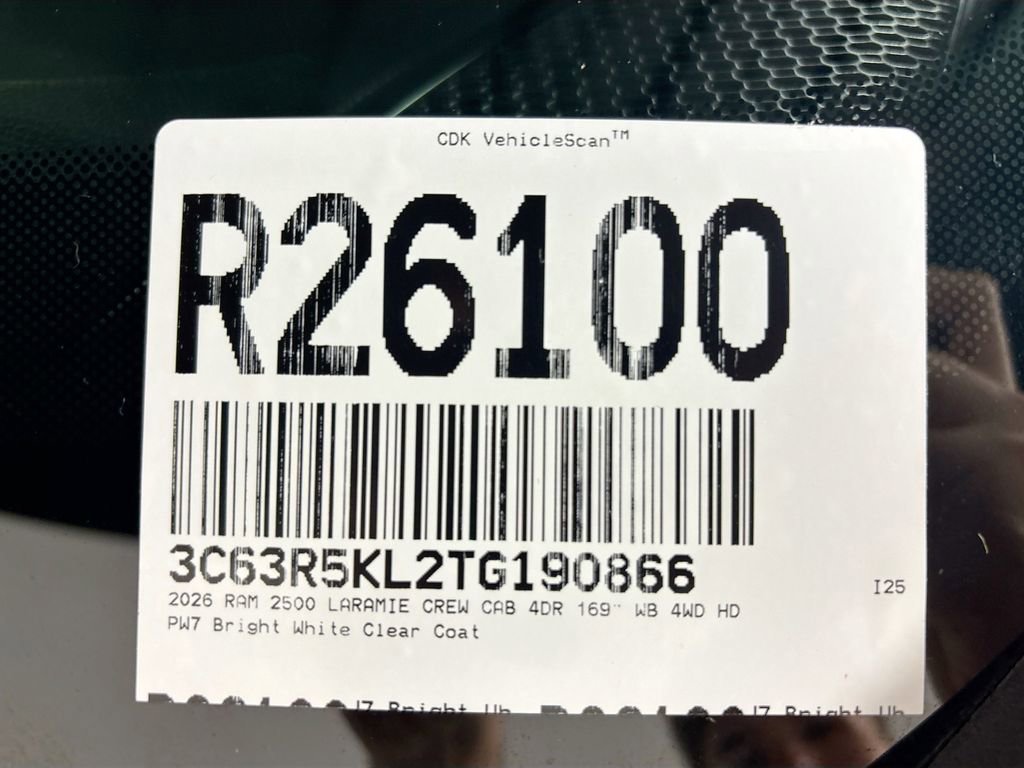 CDK VehicleScan™
R26100
3C63R5KL2TG190866
I25
2026 RAM 2500 LARAMIE CREW CAB 4DR 169" WB 4WD HD
PW7 Bright White Clear Coat